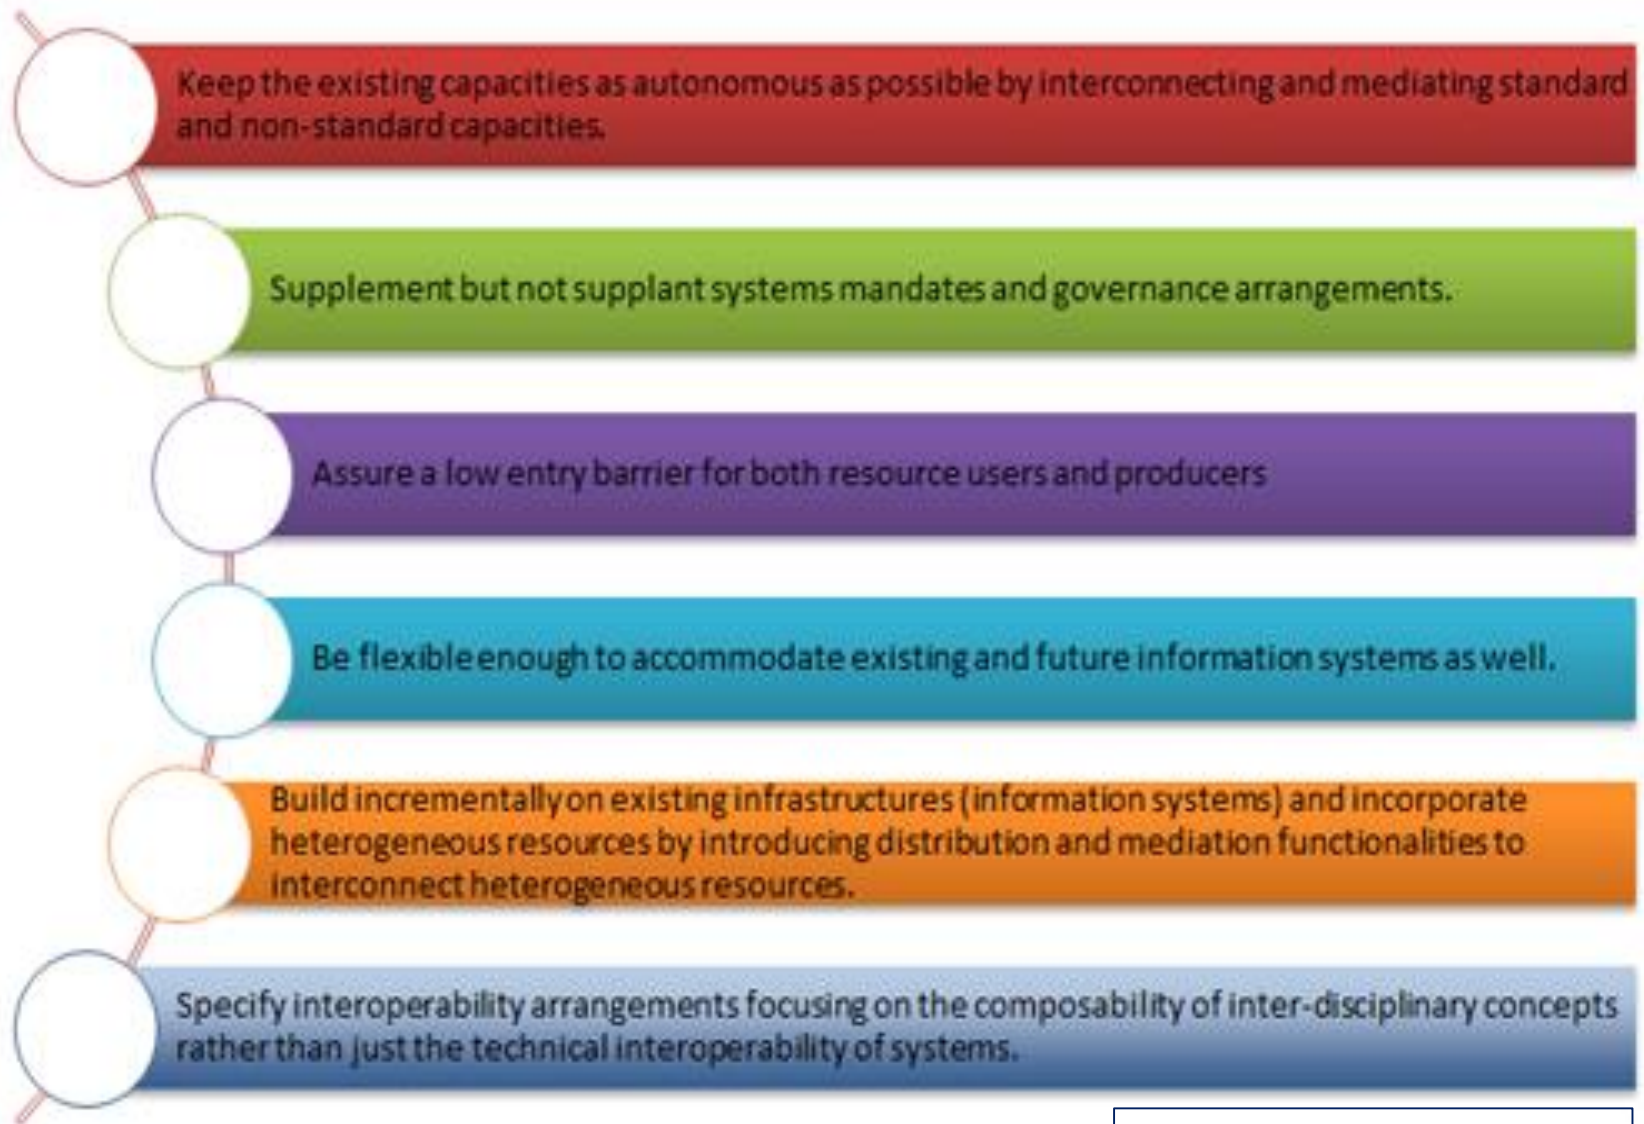 Keep the existing capacities as autonomous as possible by interconnecting and mediating standard
and non-standard capacities.
Supplement but not supplant systems mandates and governance arrangements.
Assure a low entry barrier for both resource users and producers
Be flexible enough to accommodate existing and future information systems as well.
Build incrementally on existing infrastructures (information systems) and incorporate
heterogeneous resources by introducing distribution and mediation functionalities to
interconnect heterogeneous resources.
Specify interoperability arrangements focusing on the composability of inter-disciplinary concepts
rather than just the technical interoperability of systems.